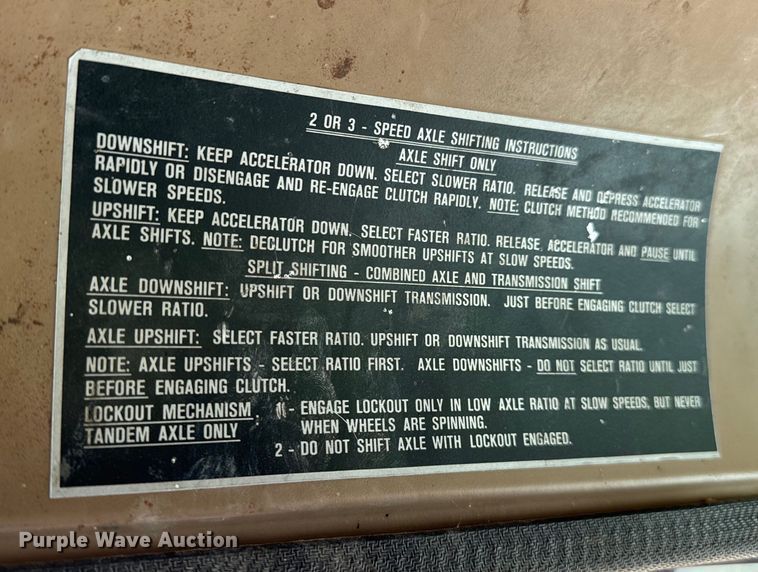 2 OR 3 - SPEED AXLE SHIFTING INSTRUCTIONS
AXLE SHIFT ONLY
DOWNSHIFT: KEEP ACCELERATOR DOWN. SELECT SLOWER RATIO. RELEASE AND DEPRESS ACCELERATOR
RAPIDLY OR DISENGAGE AND RE-ENGAGE CLUTCH RAPIDLY. NOTE: CLUTCH METHOD RECOMMENDED FOR
SLOWER SPEEDS.
UPSHIFT: KEEP ACCELERATOR DOWN. SELECT FASTER RATIO. RELEASE ACCELERATOR AND PAUSE UNTIL
AXLE SHIFTS. NOTE: DECLUTCH FOR SMOOTHER UPSHIFTS AT SLOW SPEEDS.
SPLIT SHIFTING - COMBINED AXLE AND TRANSMISSION SHIFT
AXLE DOWNSHIFT: UPSHIFT OR DOWNSHIFT TRANSMISSION. JUST BEFORE ENGAGING CLUTCH SELECT
SLOWER RATIO.
AXLE UPSHIFT: SELECT FASTER RATIO. UPSHIFT OR DOWNSHIFT TRANSMISSION AS USUAL.
NOTE: AXLE UPSHIFTS - SELECT RATIO FIRST. AXLE DOWNSHIFTS - DO NOT SELECT RATIO UNTIL JUST
BEFORE ENGAGING CLUTCH.
LOCKOUT MECHANISM : 1 - ENGAGE LOCKOUT ONLY IN LOW AXLE RATIO AT SLOW SPEEDS, BUT NEVER
TANDEM AXLE ONLY WHEN WHEELS ARE SPINNING.
2 - DO NOT SHIFT AXLE WITH LOCKOUT ENGAGED.
Purple Wave Auction